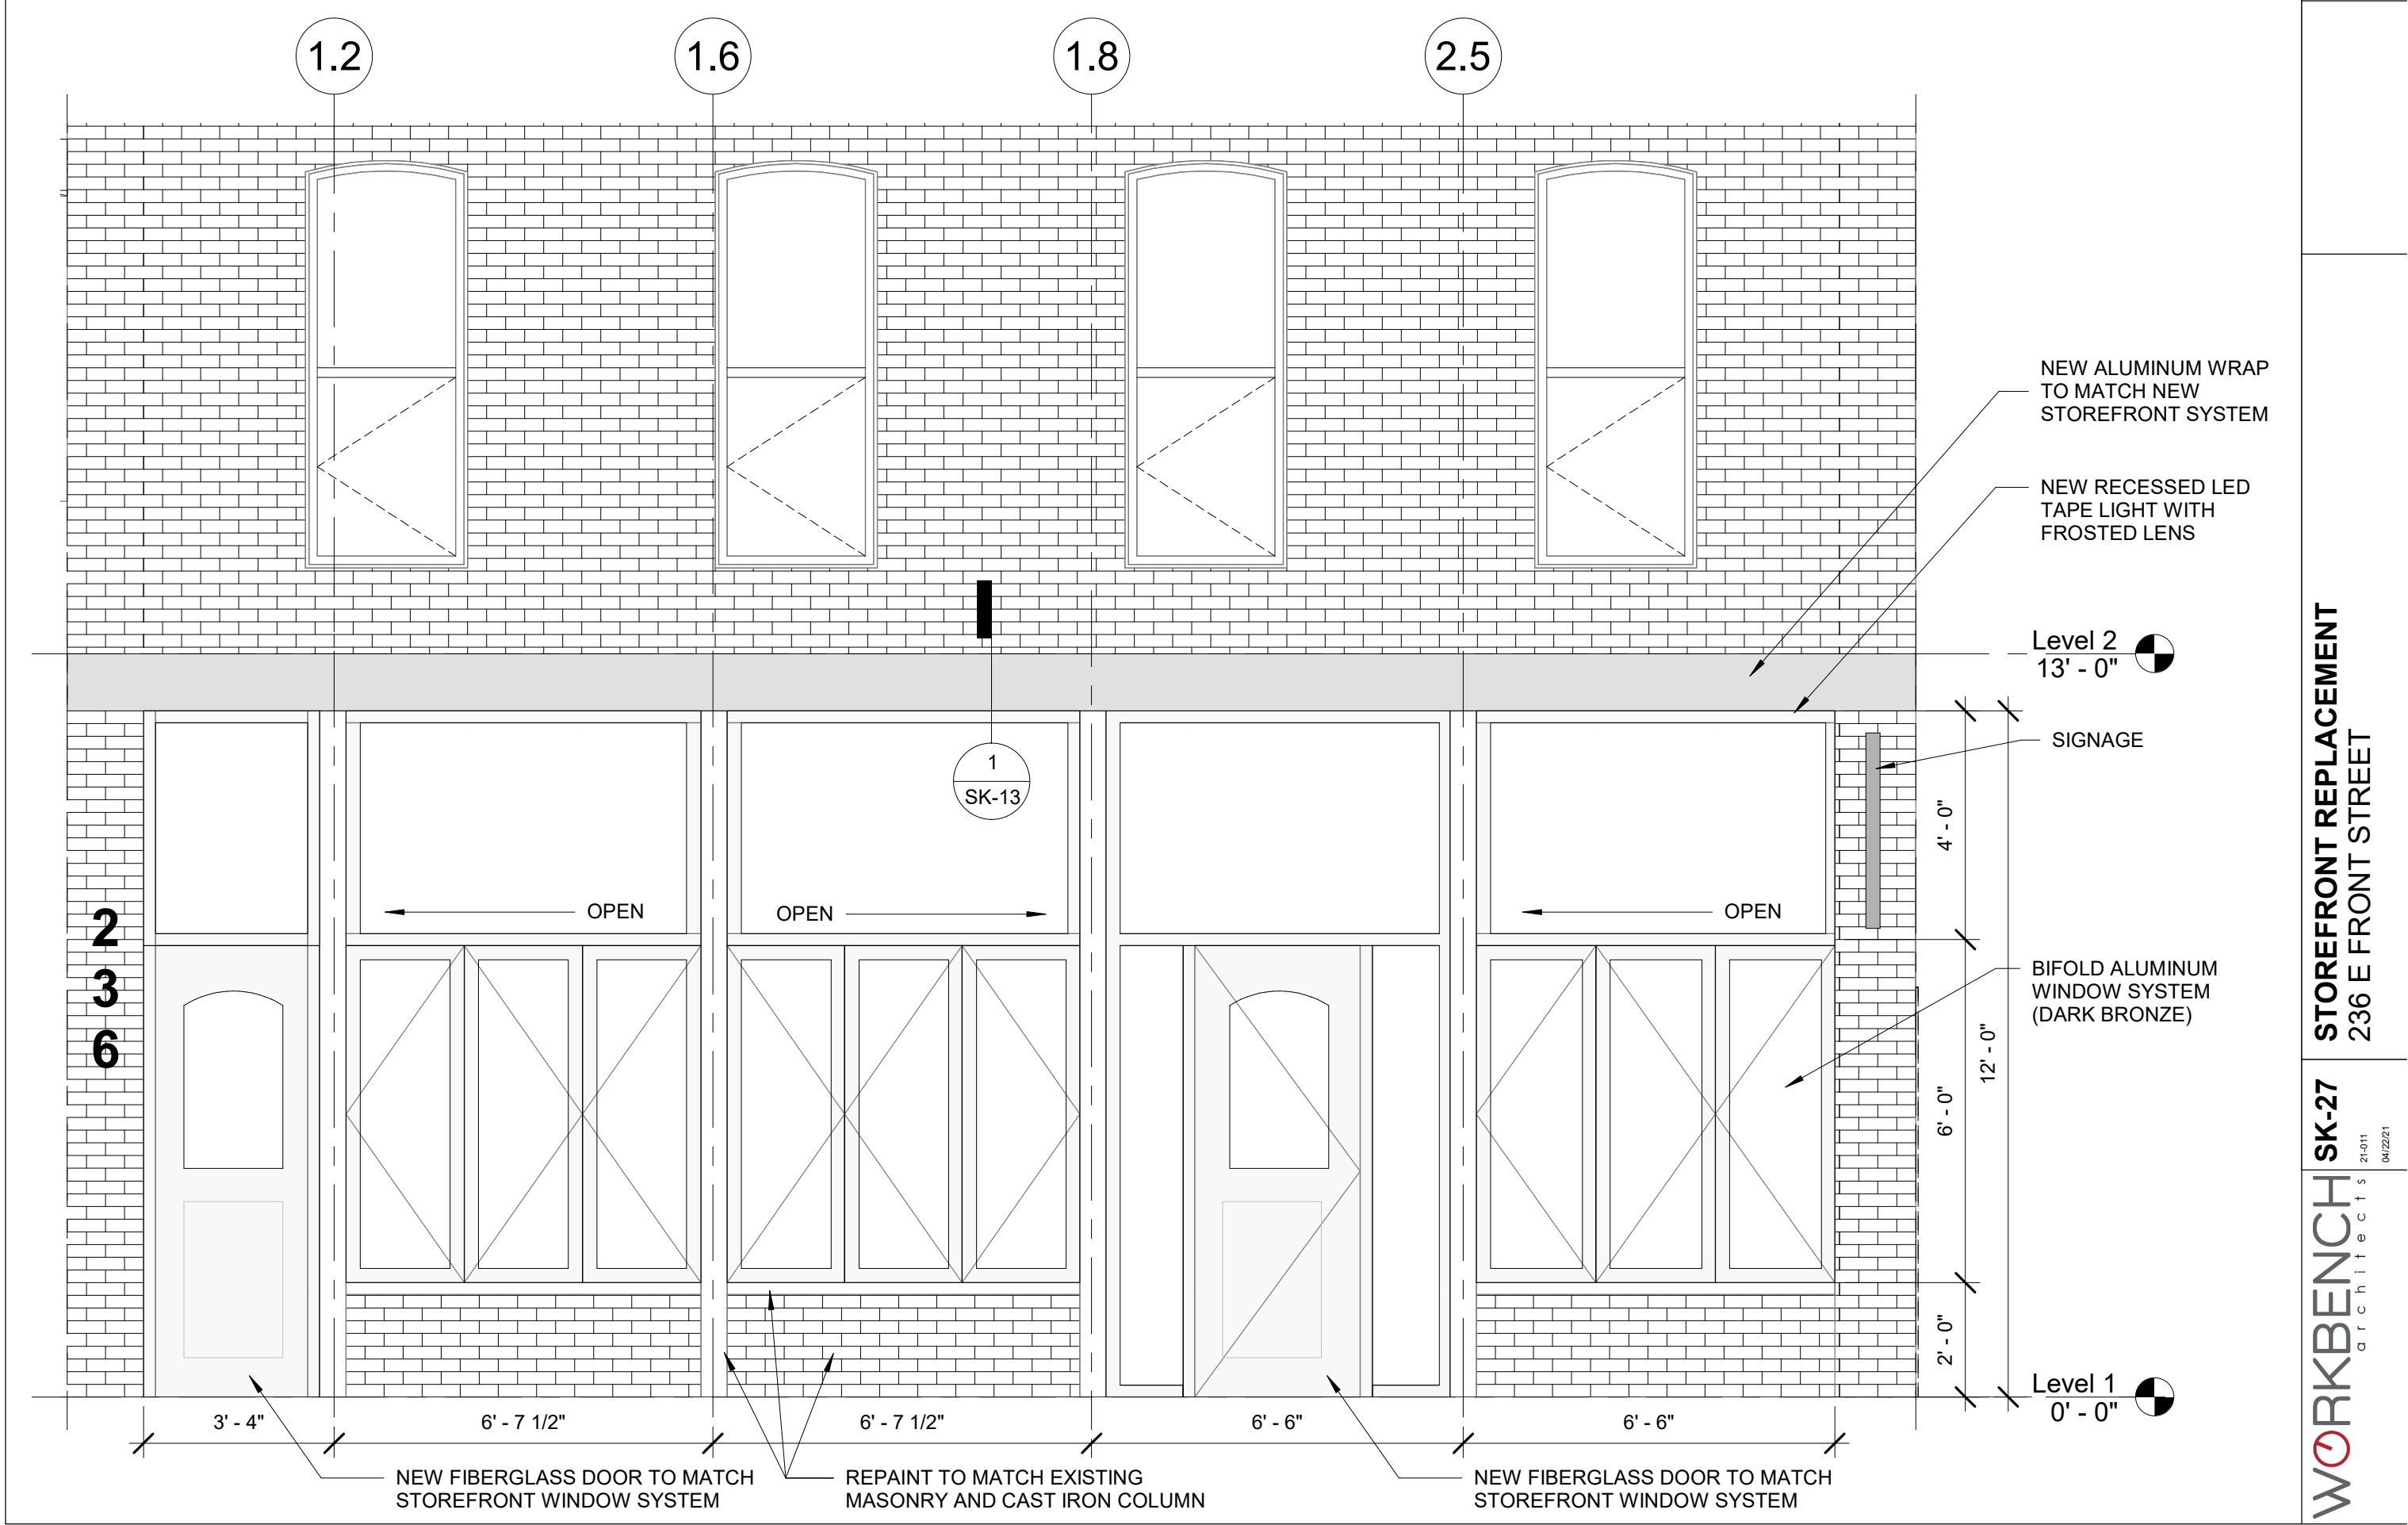 1.2
1.6
1.8
2.5
NEW ALUMINUM WRAP
TO MATCH NEW
STOREFRONT SYSTEM
NEW RECESSED LED
TAPE LIGHT WITH
FROSTED LENS
Level 2
13' - 0"
SIGNAGE
1
SK-13
4' - 0"
OPEN
OPEN
OPEN
2
3
6
BIFOLD ALUMINUM
WINDOW SYSTEM
(DARK BRONZE)
12' - 0"
6' - 0"
2' - 0"
Level 1
0' - 0"
3' - 4"
6' - 7 1/2"
6' - 7 1/2"
6' - 6"
6' - 6"
NEW FIBERGLASS DOOR TO MATCH
STOREFRONT WINDOW SYSTEM
REPAINT TO MATCH EXISTING
MASONRY AND CAST IRON COLUMN
NEW FIBERGLASS DOOR TO MATCH
STOREFRONT WINDOW SYSTEM
STOREFRONT REPLACEMENT
236 E FRONT STREET
SK-27
21-011
04/22/21
WORKBENCH
architects